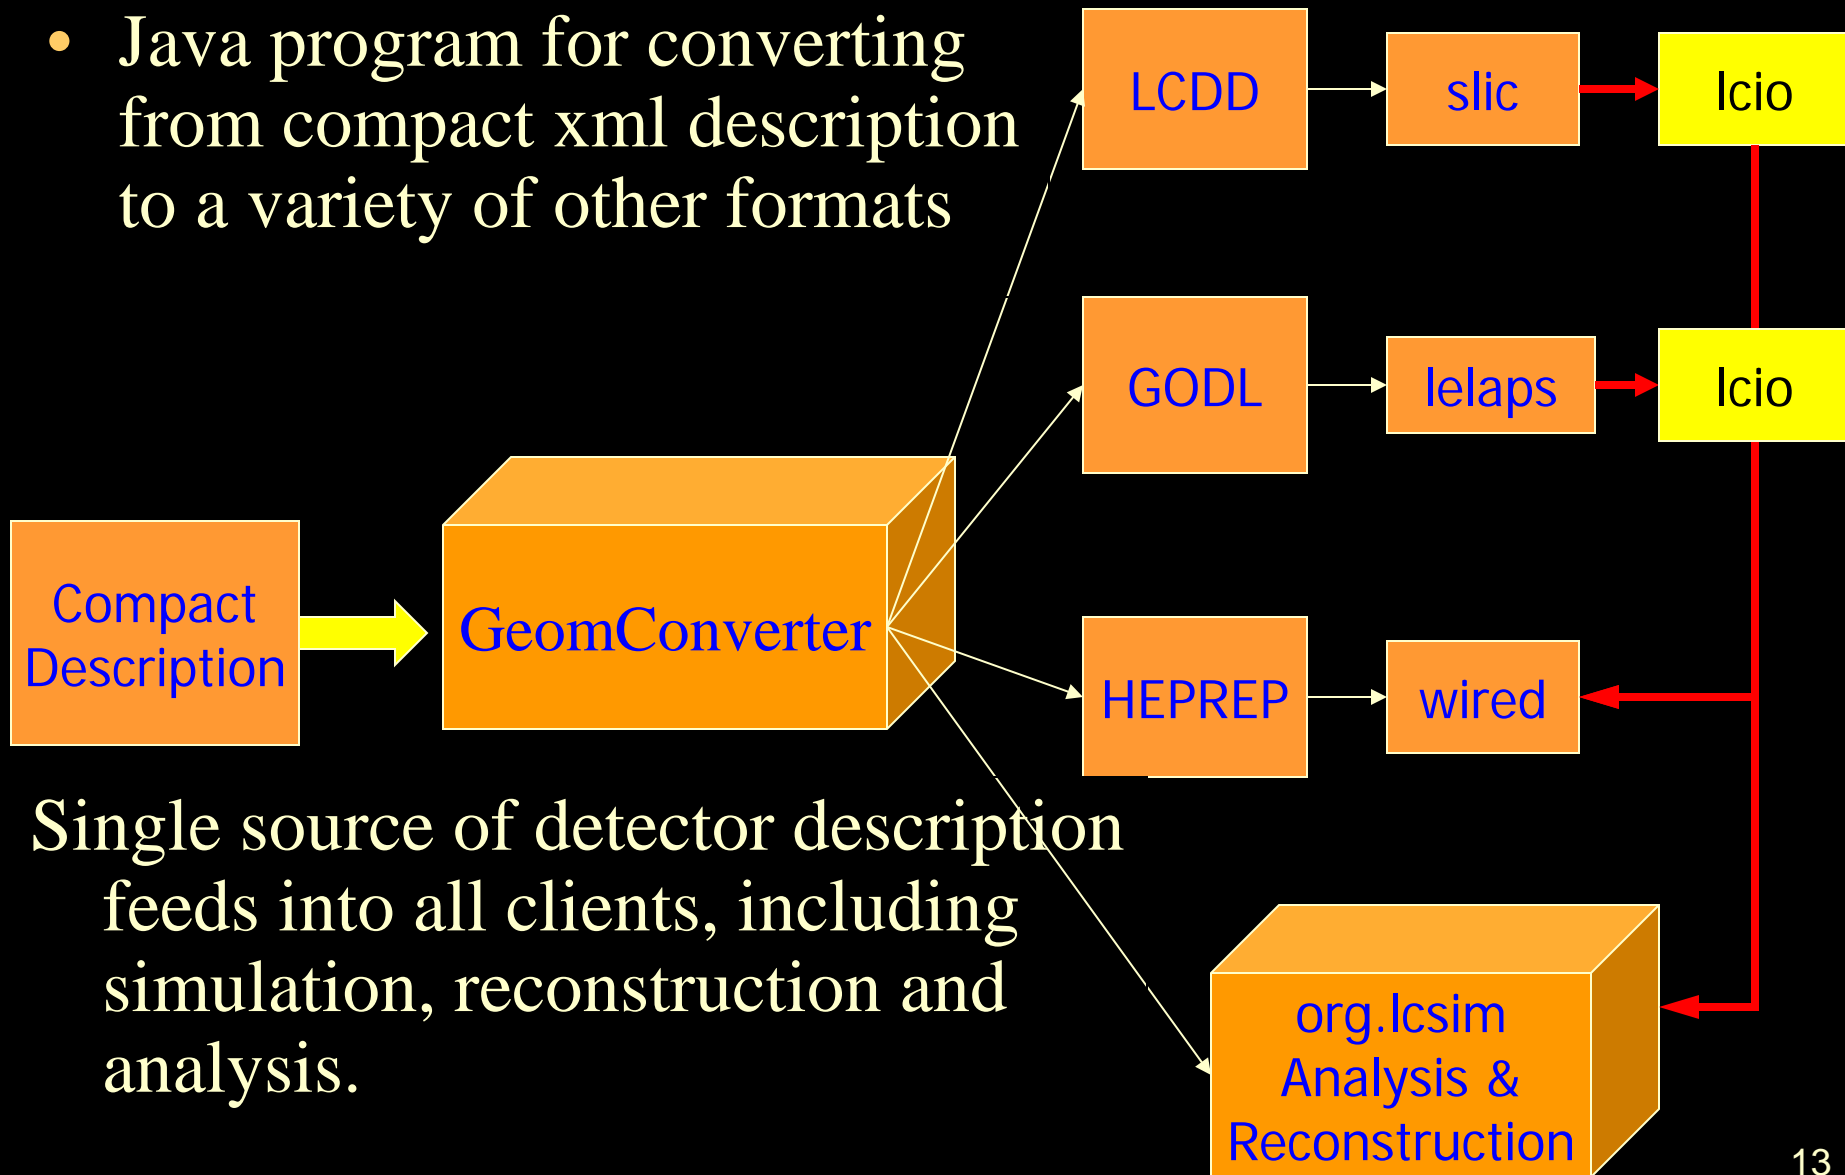 • Java program for converting
from compact xml description
to a variety of other formats
LCDD
slic
lcio
GODL
lelaps
lcio
Compact
Description
GeomConverter
HEPREP
wired
Single source of detector description
feeds into all clients, including
simulation, reconstruction and
analysis.
org.lcsim
Analysis &
Reconstruction
13